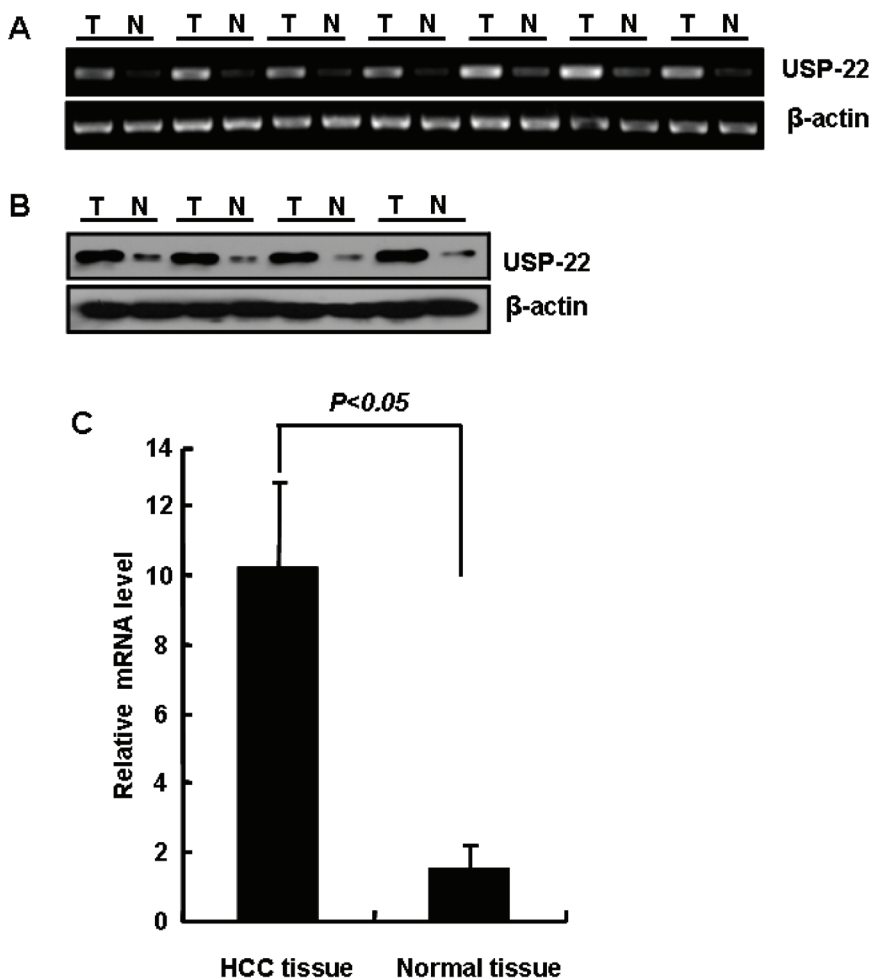 A
T N T N T N T N T N T N T N
USP-22
β-actin
B
T N T N T N T N
USP-22
β-actin
C
P<0.05
14
12
10
8
6
4
2
0
Relative mRNA level
HCC tissue Normal tissue